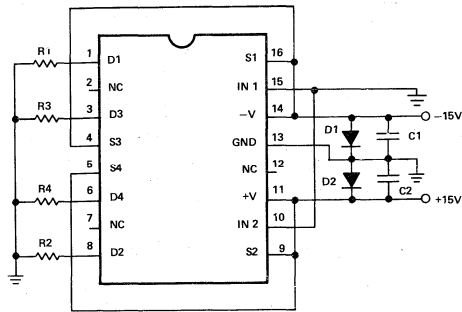 R1 1 D1 S1 16
2 NC IN 1 15
R3 3 D3 −V 14 −15V
4 S3 GND 13 D1 C1
5 S4 NC 12
R4 6 D4 +V 11 D2 C2
+15V
7 NC IN 2 10
R2 8 D2 S2 9